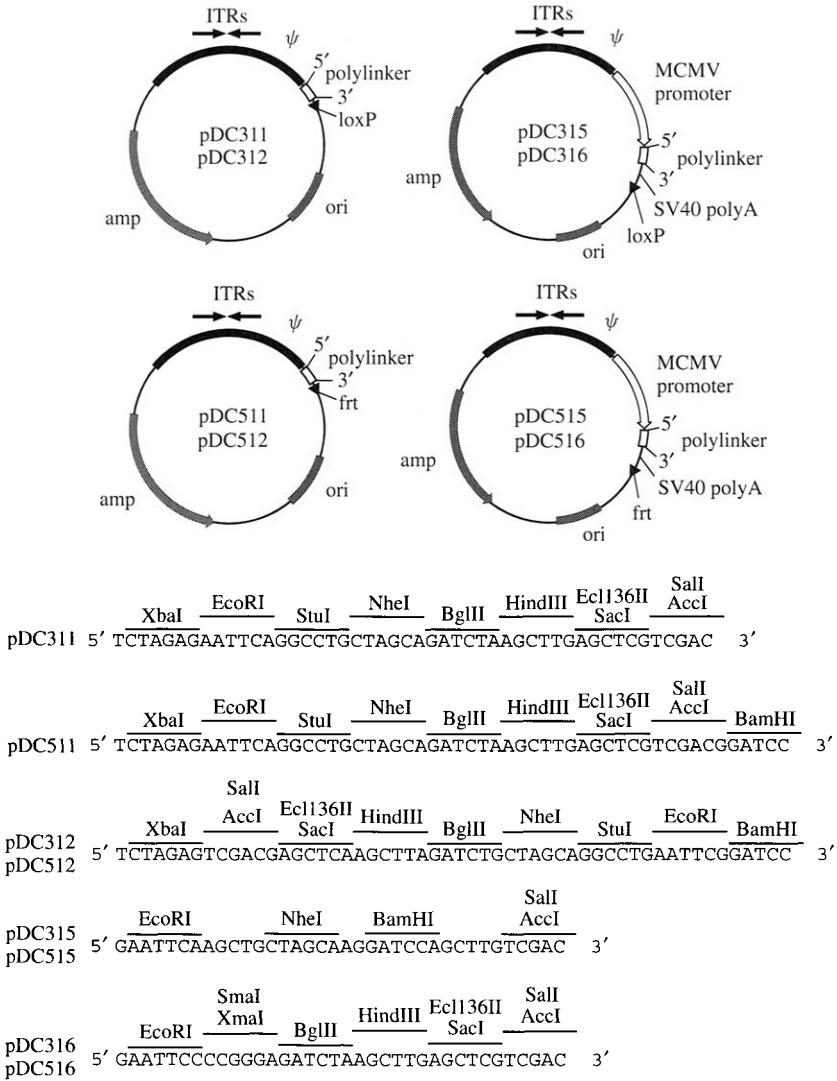 ITRs
ψ
5′
polylinker
3′
loxP
pDC311
pDC312
amp
ori
ITRs
ψ
MCMV
promoter
5′
polylinker
3′
SV40 polyA
loxP
pDC315
pDC316
amp
ori
ITRs
ψ
5′
polylinker
3′
frt
pDC511
pDC512
amp
ori
ITRs
ψ
MCMV
promoter
5′
polylinker
3′
SV40 polyA
frt
pDC515
pDC516
amp
ori
SalI
XbaI EcoRI StuI NheI BglII HindIII Ecl136II SacI AccI
pDC311 5′ TCTAGAGAATTCAGGCCTGCTAGCAGATCTAAGCTTGAGCTCGTCGAC 3′
SalI
XbaI EcoRI StuI NheI BglII HindIII Ecl136II SacI AccI BamHI
pDC511 5′ TCTAGAGAATTCAGGCCTGCTAGCAGATCTAAGCTTGAGCTCGTCGACGGATCC 3′
SalI
XbaI AccI Ecl136II SacI HindIII BglII NheI StuI EcoRI BamHI
pDC312
pDC512 5′ TCTAGAGTCGACGAGCTCAAGCTTAGATCTGCTAGCAGGCCTGAATTCGGATCC 3′
SalI
EcoRI NheI BamHI AccI
pDC315
pDC515 5′ GAATTCAAGCTGCTAGCAAGGATCCAGCTTGTCGAC 3′
SmaI SalI
EcoRI XmaI BglII HindIII Ecl136II SacI AccI
pDC316
pDC516 5′ GAATTCCCCGGGAGATCTAAGCTTGAGCTCGTCGAC 3′